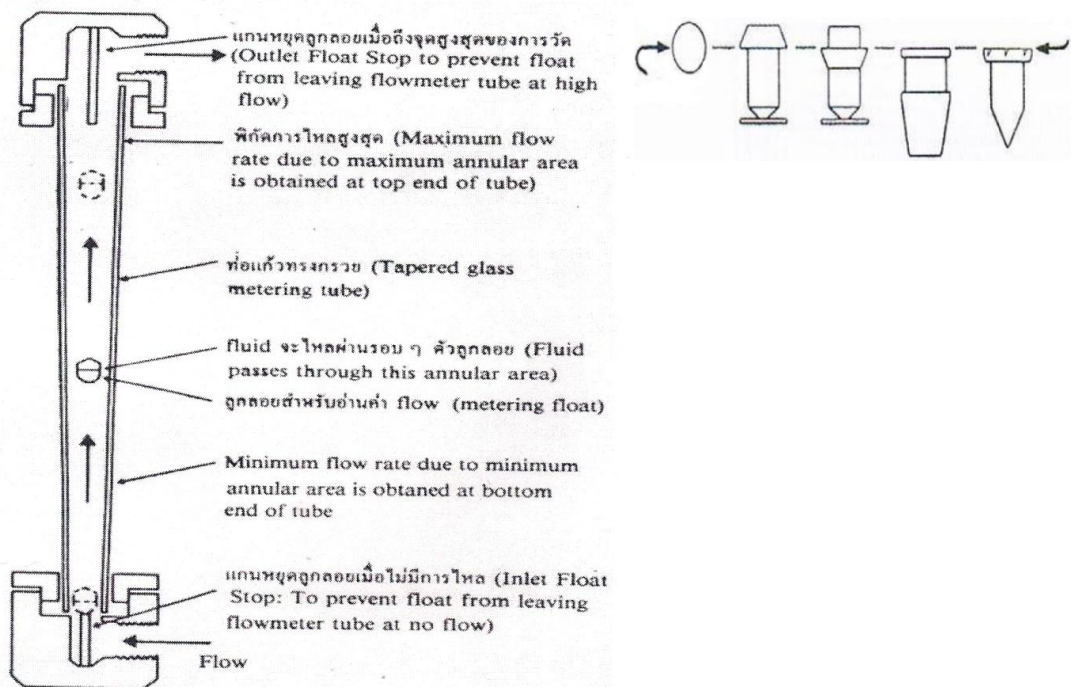 แกนหยุดลูกลอยเมื่อถึงจุดสูงสุดของการวัด
(Outlet Float Stop to prevent float
from leaving flowmeter tube at high
flow)
พิกัดการไหลสูงสุด (Maximum flow
rate due to maximum annular area
is obtained at top end of tube)
ท่อแก้วทรงกรวย (Tapered glass
metering tube)
fluid จะไหลผ่านรอบ ๆ ตัวลูกลอย (Fluid
passes through this annular area)
ลูกลอยสำหรับอ่านค่า flow (metering float)
Minimum flow rate due to minimum
annular area is obtaned at bottom
end of tube
แกนหยุดลูกลอยเมื่อไม่มีการไหล (Inlet Float
Stop: To prevent float from leaving
flowmeter tube at no flow)
Flow